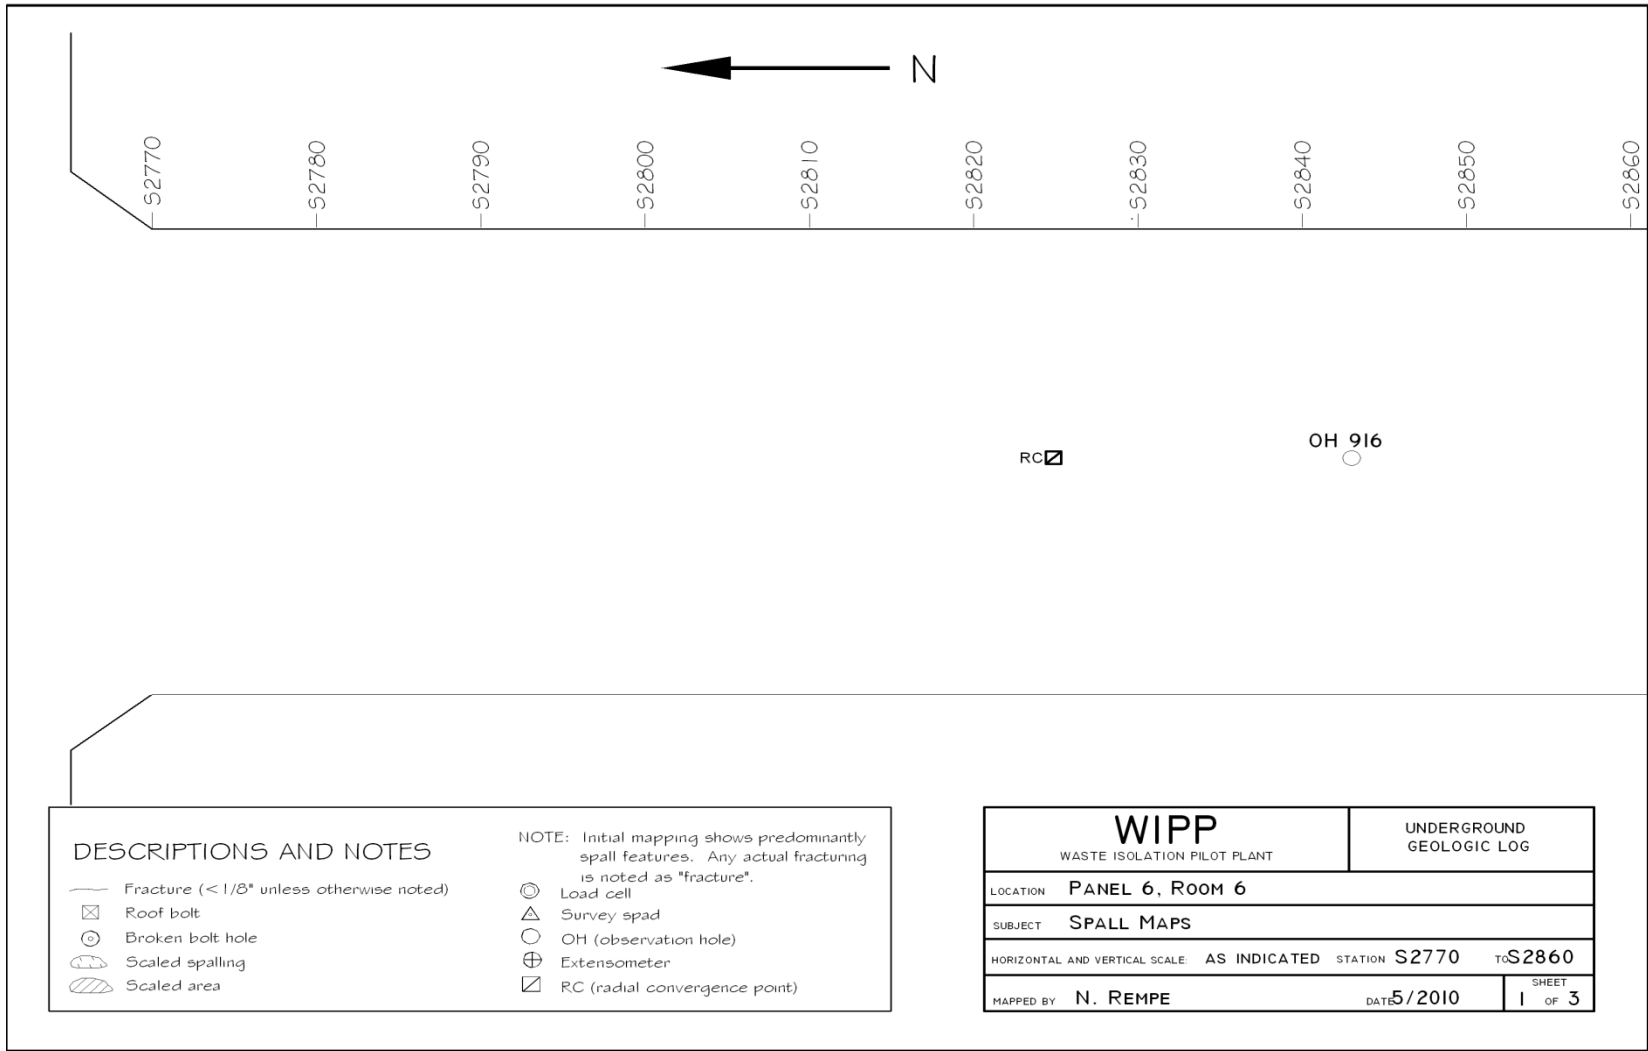 N
S2770
S2780
S2790
S2800
S2810
S2820
S2830
S2840
S2850
S2860
OH 916
RC
DESCRIPTIONS AND NOTES
Fracture (< 1/8" unless otherwise noted)
Roof bolt
Broken bolt hole
Scaled spalling
Scaled area
NOTE: Initial mapping shows predominantly
spall features. Any actual fracturing
is noted as "fracture".
Load cell
Survey spad
OH (observation hole)
Extensometer
RC (radial convergence point)
WIPP
WASTE ISOLATION PILOT PLANT
UNDERGROUND
GEOLOGIC LOG
LOCATION PANEL 6, ROOM 6
SUBJECT SPALL MAPS
HORIZONTAL AND VERTICAL SCALE: AS INDICATED STATION S2770 TO S2860
MAPPED BY N. REMPE DATE 5/2010
SHEET
1 OF 3